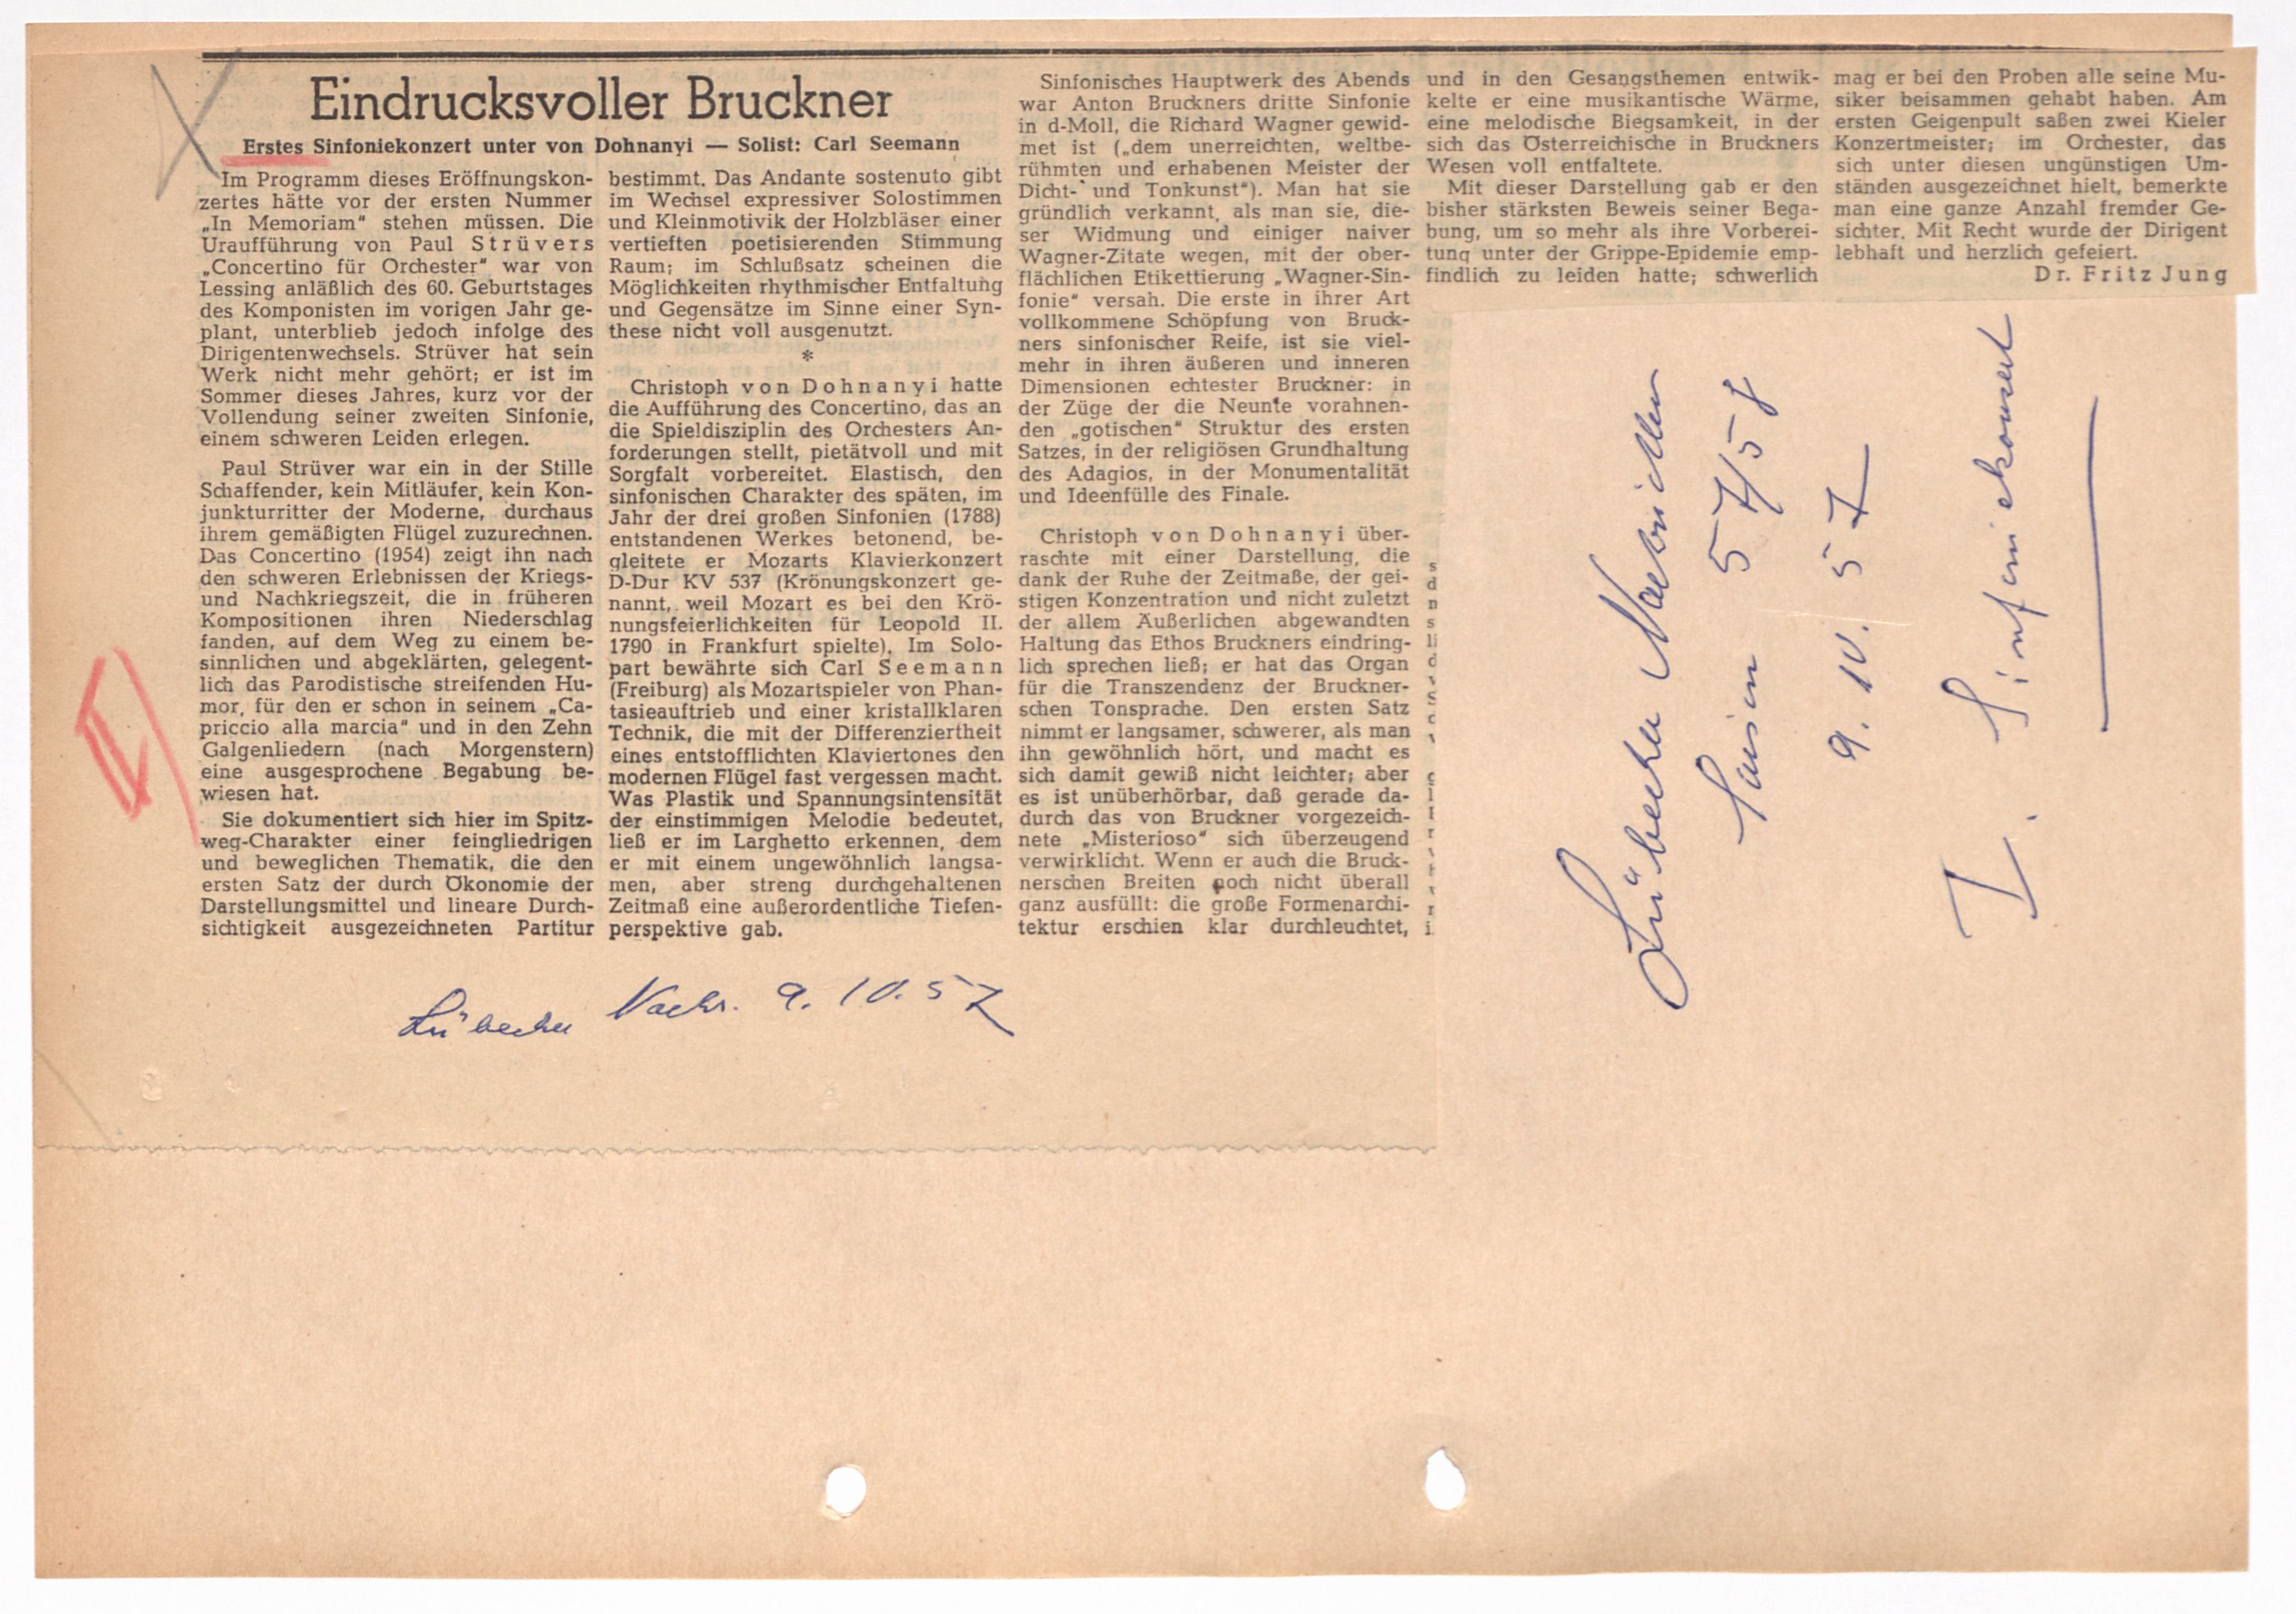 Eindrucksvoller Bruckner
Erstes Sinfoniekonzert unter von Dohnanyi — Solist: Carl Seemann
Im Programm dieses Eröffnungskon-
zertes hätte vor der ersten Nummer
„In Memoriam“ stehen müssen. Die
Uraufführung von Paul Strüvers
„Concertino für Orchester“ war von
Lessing anläßlich des 60. Geburtstages
des Komponisten im vorigen Jahr ge-
plant, unterblieb jedoch infolge des
Dirigentenwechsels. Strüver hat sein
Werk nicht mehr gehört; er ist im
Sommer dieses Jahres, kurz vor der
Vollendung seiner zweiten Sinfonie,
einem schweren Leiden erlegen.
Paul Strüver war ein in der Stille
Schaffender, kein Mitläufer, kein Kon-
junkturritter der Moderne, durchaus
ihrem gemäßigten Flügel zuzurechnen.
Das Concertino (1954) zeigt ihn nach
den schweren Erlebnissen der Kriegs-
und Nachkriegszeit, die in früheren
Kompositionen ihren Niederschlag
fanden, auf dem Weg zu einem be-
sinnlichen und abgeklärten, gelegent-
lich das Parodistische streifenden Hu-
mor, für den er schon in seinem „Ca-
priccio alla marcia“ und in den Zehn
Galgenliedern (nach Morgenstern)
eine ausgesprochene Begabung be-
wiesen hat.
Sie dokumentiert sich hier im Spitz-
weg-Charakter einer feingliedrigen
und beweglichen Thematik, die den
ersten Satz der durch Ökonomie der
Darstellungsmittel und lineare Durch-
sichtigkeit ausgezeichneten Partitur
bestimmt. Das Andante sostenuto gibt
im Wechsel expressiver Solostimmen
und Kleinmotivik der Holzbläser einer
vertieften poetisierenden Stimmung
Raum; im Schlußsatz scheinen die
Möglichkeiten rhythmischer Entfaltung
und Gegensätze im Sinne einer Syn-
these nicht voll ausgenutzt.
*
Christoph von Dohnanyi hatte
die Aufführung des Concertino, das an
die Spieldisziplin des Orchesters An-
forderungen stellt, pietätvoll und mit
Sorgfalt vorbereitet. Elastisch, den
sinfonischen Charakter des späten, im
Jahr der drei großen Sinfonien (1788)
entstandenen Werkes betonend, be-
gleitete er Mozarts Klavierkonzert
D-Dur KV 537 (Krönungskonzert ge-
nannt, weil Mozart es bei den Krö-
nungsfeierlichkeiten für Leopold II.
1790 in Frankfurt spielte). Im Solo-
part bewährte sich Carl Seemann
(Freiburg) als Mozartspieler von Phan-
tasieauftrieb und einer kristallklaren
Technik, die mit der Differenziertheit
eines entstofflichten Klaviertones den
modernen Flügel fast vergessen macht.
Was Plastik und Spannungsintensität
der einstimmigen Melodie bedeutet,
ließ er im Larghetto erkennen, dem
er mit einem ungewöhnlich langsa-
men, aber streng durchgehaltenen
Zeitmaß eine außerordentliche Tiefen-
perspektive gab.
Sinfonisches Hauptwerk des Abends
war Anton Bruckners dritte Sinfonie
in d-Moll, die Richard Wagner gewid-
met ist („dem unerreichten, weltbe-
rühmten und erhabenen Meister der
Dicht- und Tonkunst“). Man hat sie
gründlich verkannt, als man sie, die-
ser Widmung und einiger naiver
Wagner-Zitate wegen, mit der ober-
flächlichen Etikettierung „Wagner-Sin-
fonie“ versah. Die erste in ihrer Art
vollkommene Schöpfung von Bruck-
ners sinfonischer Reife, ist sie viel-
mehr in ihren äußeren und inneren
Dimensionen echtester Bruckner: in
der Züge der die Neunte vorahnen-
den „gotischen“ Struktur des ersten
Satzes, in der religiösen Grundhaltung
des Adagios, in der Monumentalität
und Ideenfülle des Finale.
Christoph von Dohnanyi über-
raschte mit einer Darstellung, die
dank der Ruhe der Zeitmaße, der gei-
stigen Konzentration und nicht zuletzt
der allem Äußerlichen abgewandten
Haltung das Ethos Bruckners eindring-
lich sprechen ließ; er hat das Organ
für die Transzendenz der Bruckner-
schen Tonsprache. Den ersten Satz
nimmt er langsamer, schwerer, als man
ihn gewöhnlich hört, und macht es
sich damit gewiß nicht leichter; aber
es ist unüberhörbar, daß gerade da-
durch das von Bruckner vorgezeich-
nete „Misterioso“ sich überzeugend
verwirklicht. Wenn er auch die Bruck-
nerschen Breiten noch nicht überall
ganz ausfüllt: die große Formenarchi-
tektur erschien klar durchleuchtet,
und in den Gesangsthemen entwik-
kelte er eine musikantische Wärme,
eine melodische Biegsamkeit, in der
sich das Österreichische in Bruckners
Wesen voll entfaltete.
Mit dieser Darstellung gab er den
bisher stärksten Beweis seiner Bega-
bung, um so mehr als ihre Vorberei-
tung unter der Grippe-Epidemie emp-
findlich zu leiden hatte; schwerlich
mag er bei den Proben alle seine Mu-
siker beisammen gehabt haben. Am
ersten Geigenpult saßen zwei Kieler
Konzertmeister; im Orchester, das
sich unter diesen ungünstigen Um-
ständen ausgezeichnet hielt, bemerkte
man eine ganze Anzahl fremder Ge-
sichter. Mit Recht wurde der Dirigent
lebhaft und herzlich gefeiert.
Dr. Fritz Jung
Lübecker Nachr. 9. 10. 57
Lübecker Nachrichten
Saison 57/58
9. 10. 57
I. Sinfoniekonzert